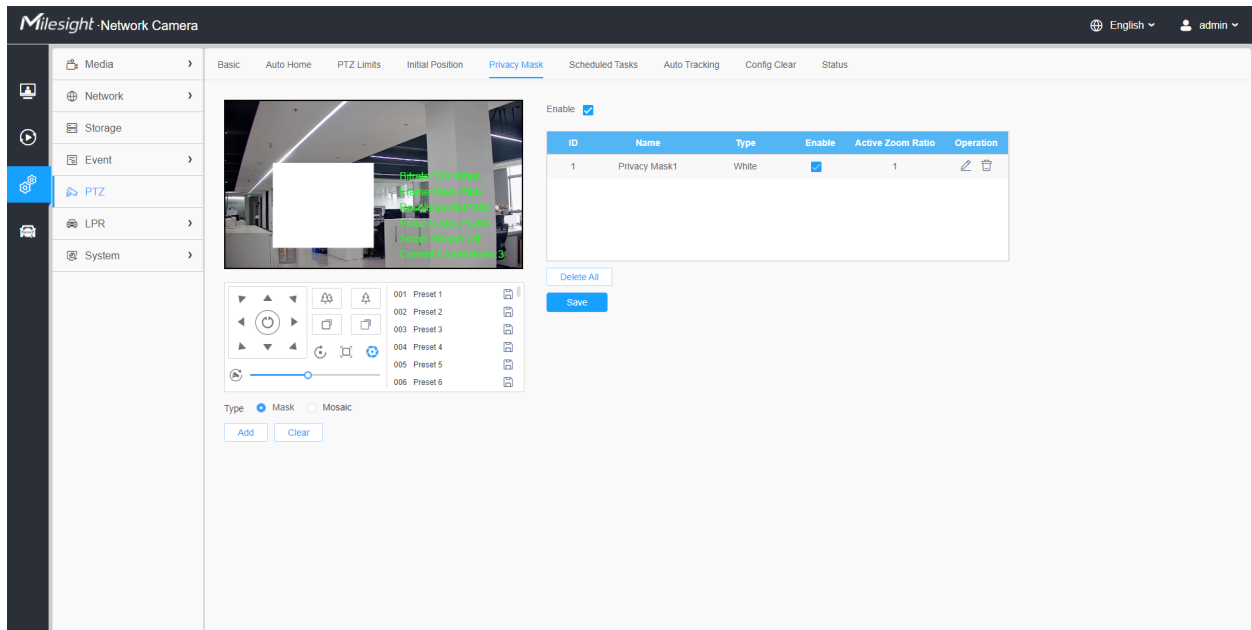 Milesight ·Network Camera
English
admin
Media
Network
Storage
Event
PTZ
LPR
System
Basic
Auto Home
PTZ Limits
Initial Position
Privacy Mask
Scheduled Tasks
Auto Tracking
Config Clear
Status
Enable
ID Name Type Enable Active Zoom Ratio Operation
1 Privacy Mask1 White 1
Delete All
Save
001 Preset 1
002 Preset 2
003 Preset 3
004 Preset 4
005 Preset 5
006 Preset 6
Type Mask Mosaic
Add Clear